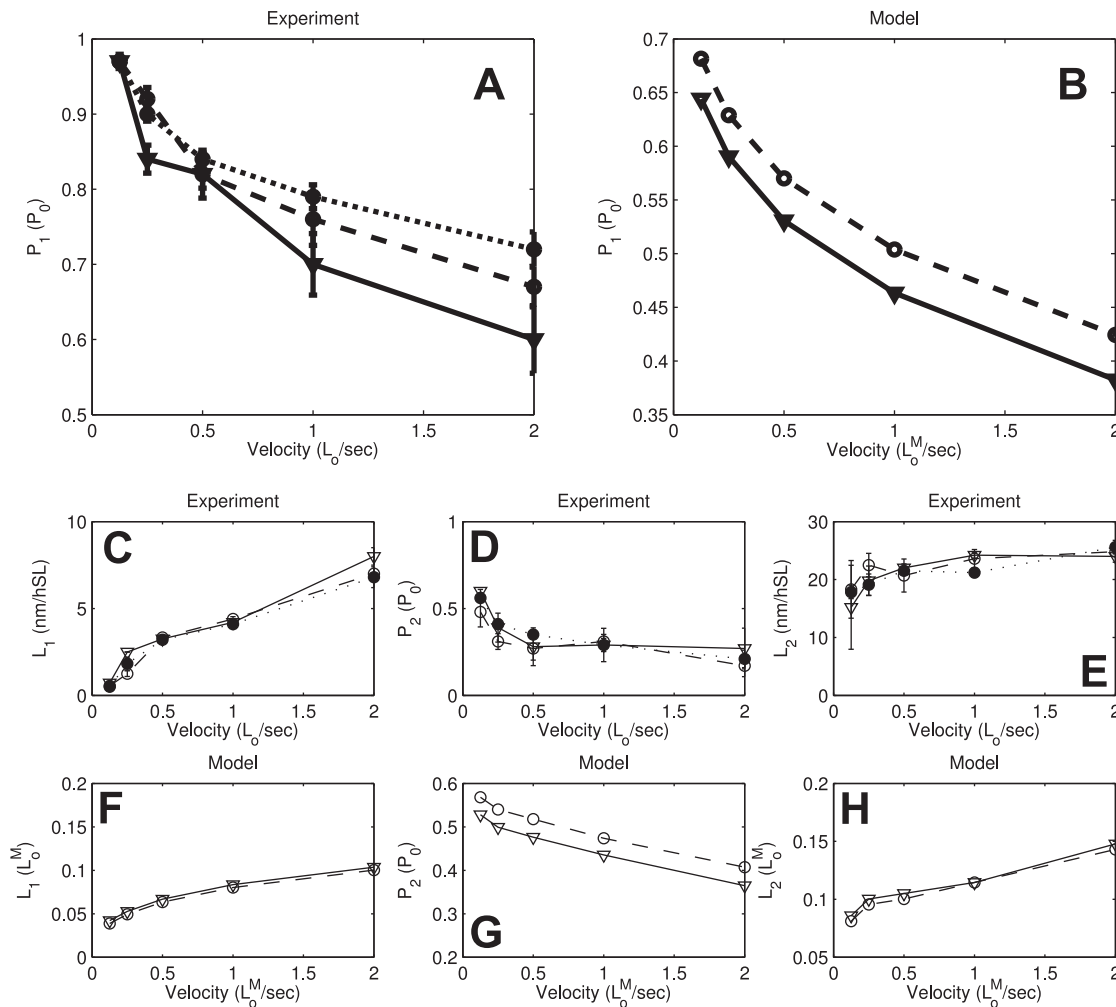 Experiment
A
1
0.9
0.8
0.7
0.6
0.5
P1 (P0)
0 0.5 1 1.5 2
Velocity (Lo/sec)
Model
B
0.7
0.65
0.6
0.55
0.5
0.45
0.4
0.35
P1 (P0)
0 0.5 1 1.5 2
Velocity (LoM/sec)
Experiment
C
10
5
0
L1 (nm/hSL)
0 0.5 1 1.5 2
Velocity (Lo/sec)
Experiment
D
1
0.5
0
P2 (P0)
0 0.5 1 1.5 2
Velocity (Lo/sec)
Experiment
E
30
20
10
0
L2 (nm/hSL)
0 0.5 1 1.5 2
Velocity (Lo/sec)
Model
F
0.2
0.15
0.1
0.05
0
L1 (LoM)
0 0.5 1 1.5 2
Velocity (LoM/sec)
Model
G
0.6
0.5
0.4
0.3
0.2
P2 (P0)
0 0.5 1 1.5 2
Velocity (LoM/sec)
Model
H
0.2
0.15
0.1
0.05
L2 (LoM)
0 0.5 1 1.5 2
Velocity (LoM/sec)